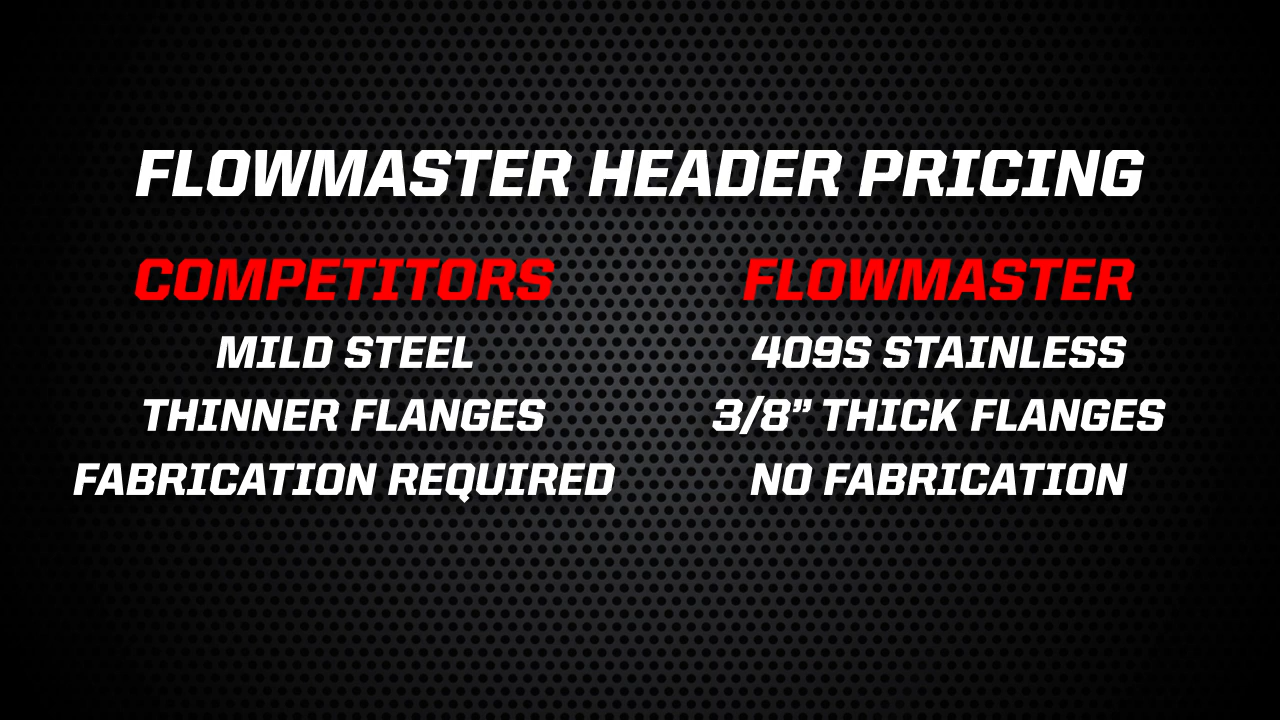 FLOWMASTER HEADER PRICING
COMPETITORS
MILD STEEL
THINNER FLANGES
FABRICATION REQUIRED
FLOWMASTER
409S STAINLESS
3/8” THICK FLANGES
NO FABRICATION